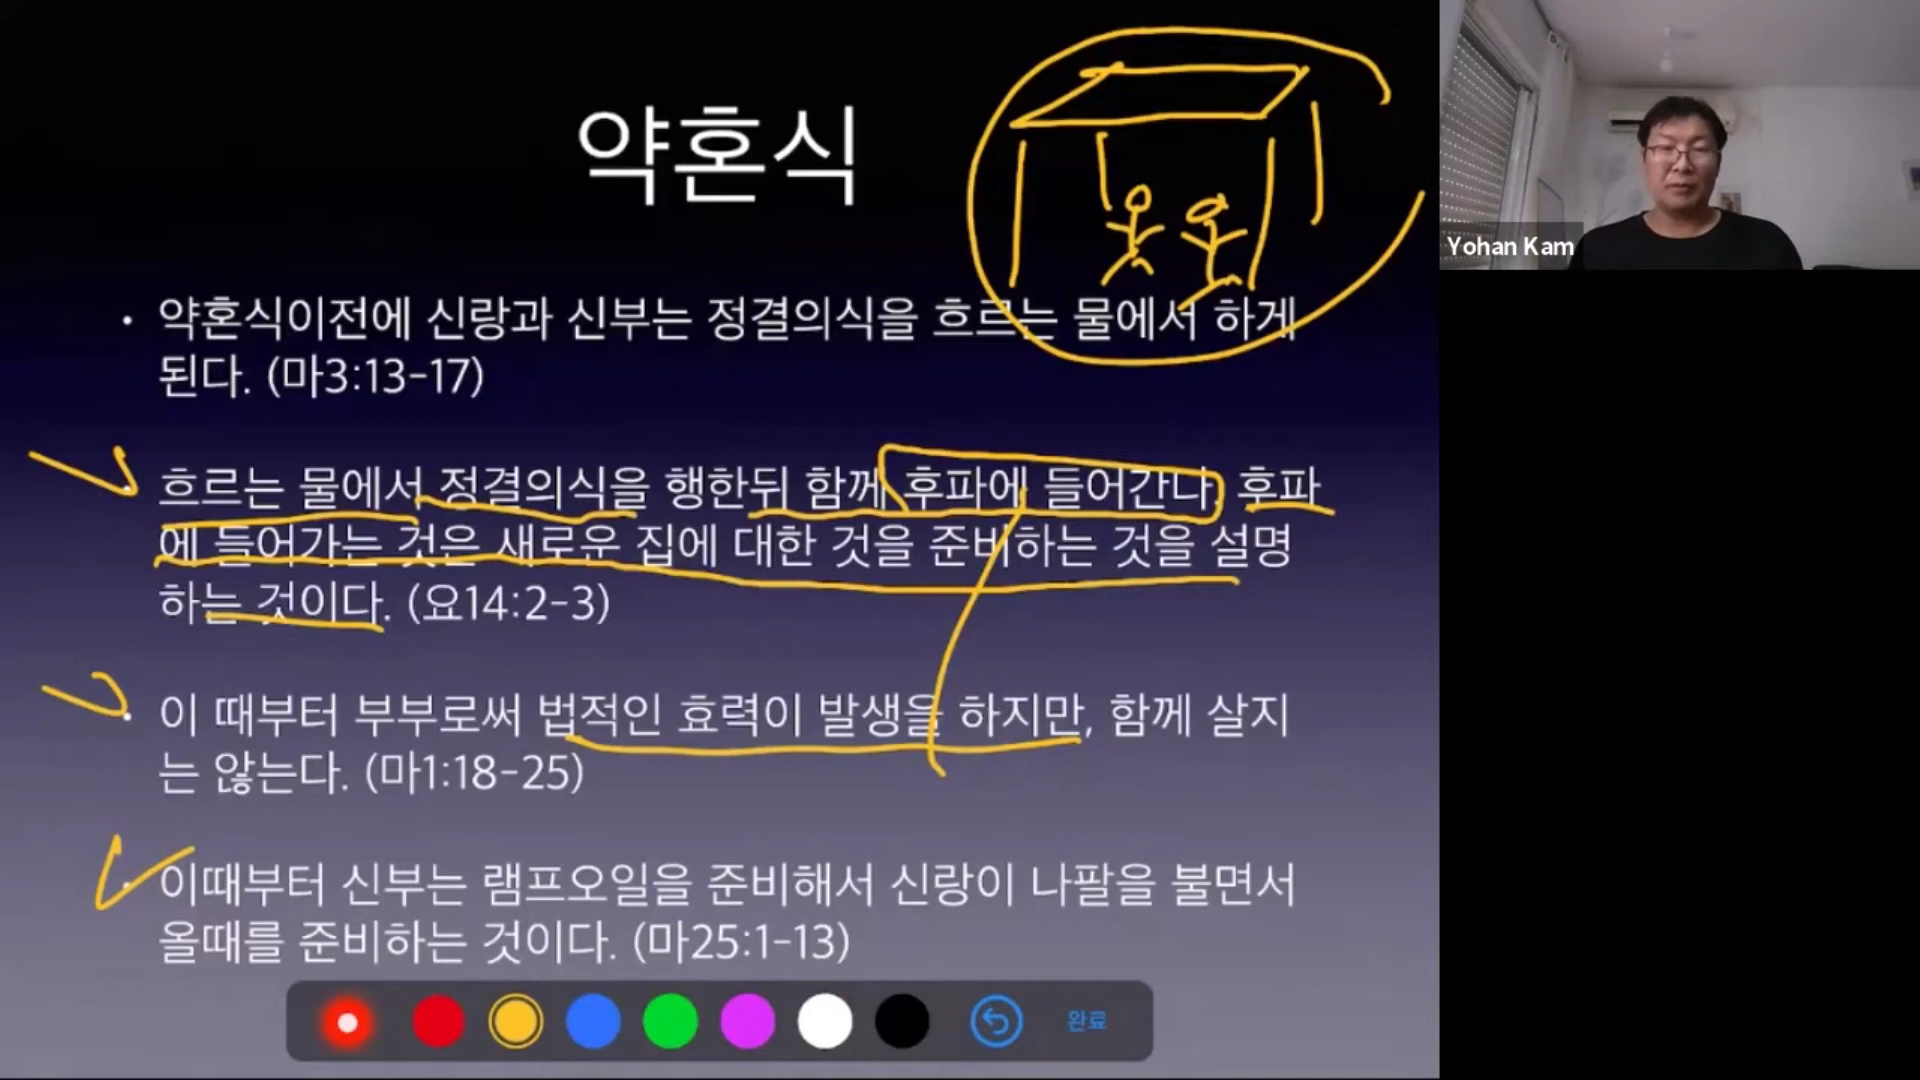 약혼식
• 약혼식이전에 신랑과 신부는 정결의식을 흐르는 물에서 하게
된다. (마3:13-17)
• 흐르는 물에서 정결의식을 행한뒤 함께 후파에 들어간다. 후파
에 들어가는 것은 새로운 집에 대한 것을 준비하는 것을 설명
하는 것이다. (요14:2-3)
• 이 때부터 부부로써 법적인 효력이 발생을 하지만, 함께 살지
는 않는다. (마1:18-25)
• 이때부터 신부는 램프오일을 준비해서 신랑이 나팔을 불면서
올때를 준비하는 것이다. (마25:1-13)
완료
Yohan Kam